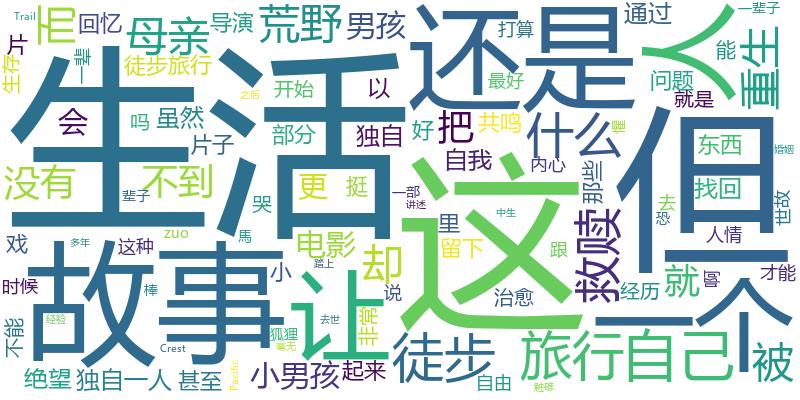 Trail
而
回忆
母亲
导演
荒野
男孩
还是
人
通过
一辈子
打算
能
重生
片
生存
一辈
徒步旅行
生活
开始
以
最好
问题
就是
会
吗
虽然
之后
部分
独自
好
把
共鸣
什么
懼
但
东西
片子
自我
内心
那些
婚姻
没有
不到
哭
更
挺
一部
讲述
这
找回
辈子
zuo
里
中生
救赎
去
恐
世故
戏
多年
这种
馬
电影
却
留下
跟
人情
故事
小
踏上
让
说
治愈
经历
就
一个
才能
时候
棒
狐狸
非常
不能
经验
Crest
去世
毫无
徒步
旅行
自己
被
绝望
独自一人
甚至
Pacific
小男孩
起来
自由
触礁